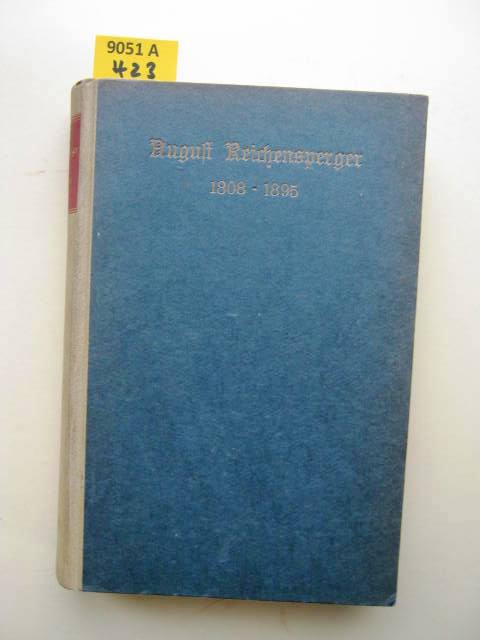 9051 A
423
August Reichensperger
1808 - 1895